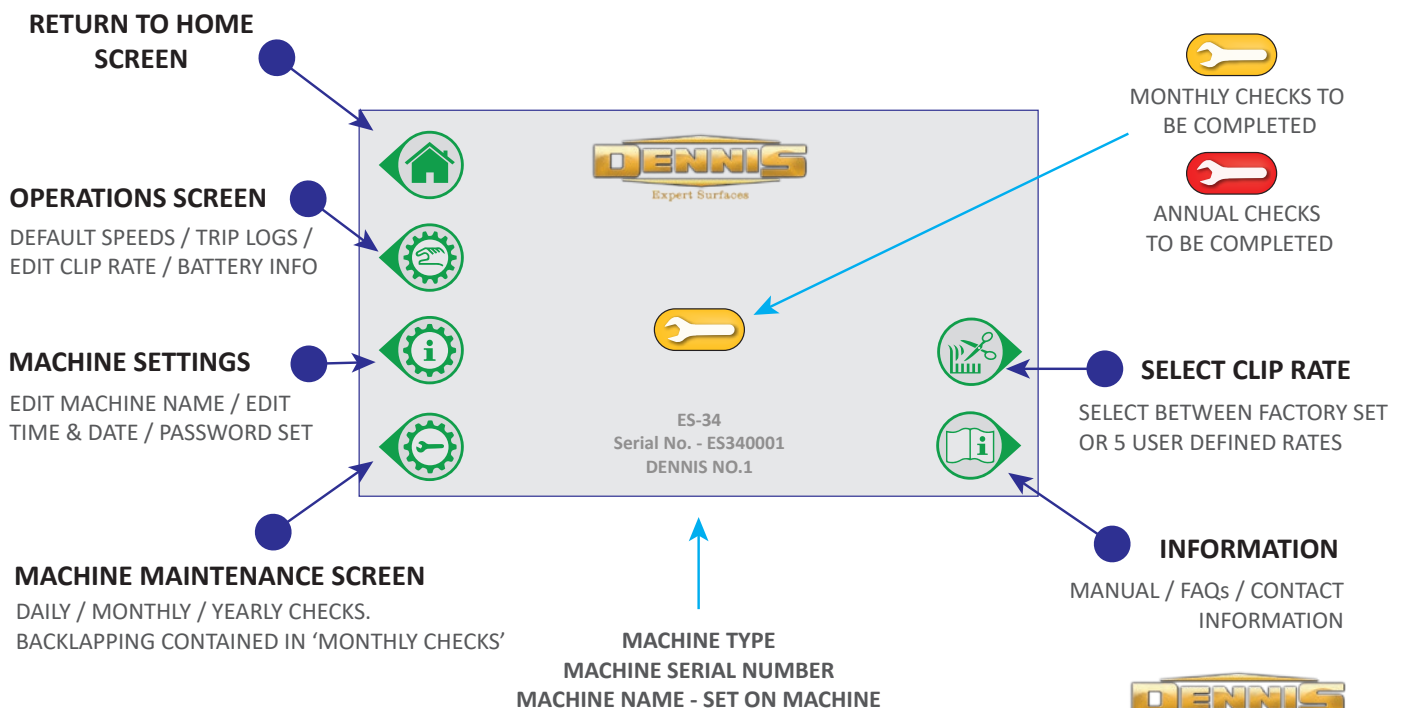 RETURN TO HOME
SCREEN
MONTHLY CHECKS TO
BE COMPLETED
DENNIS
Expert Surfaces
OPERATIONS SCREEN
DEFAULT SPEEDS / TRIP LOGS /
EDIT CLIP RATE / BATTERY INFO
ANNUAL CHECKS
TO BE COMPLETED
MACHINE SETTINGS
EDIT MACHINE NAME / EDIT
TIME & DATE / PASSWORD SET
i
SELECT CLIP RATE
SELECT BETWEEN FACTORY SET
OR 5 USER DEFINED RATES
ES-34
Serial No. - ES340001
DENNIS NO.1
i
MACHINE MAINTENANCE SCREEN
DAILY / MONTHLY / YEARLY CHECKS.
BACKLAPPING CONTAINED IN ‘MONTHLY CHECKS’
INFORMATION
MANUAL / FAQs / CONTACT
INFORMATION
MACHINE TYPE
MACHINE SERIAL NUMBER
MACHINE NAME - SET ON MACHINE
DENNIS